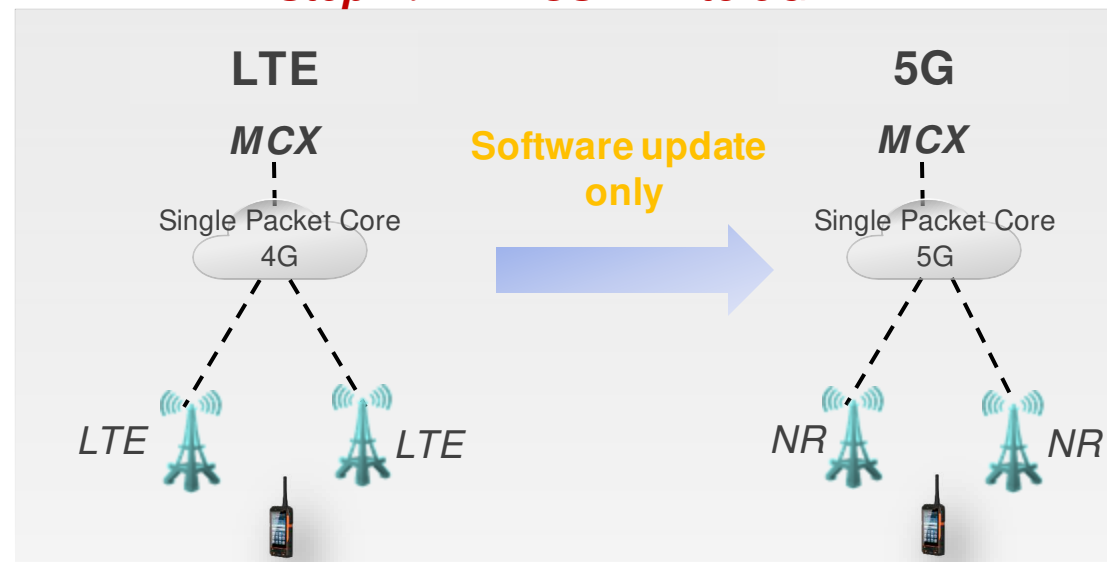 LTE
5G
MCX
MCX
Software update
only
Single Packet Core
4G
Single Packet Core
5G
LTE
LTE
NR
NR